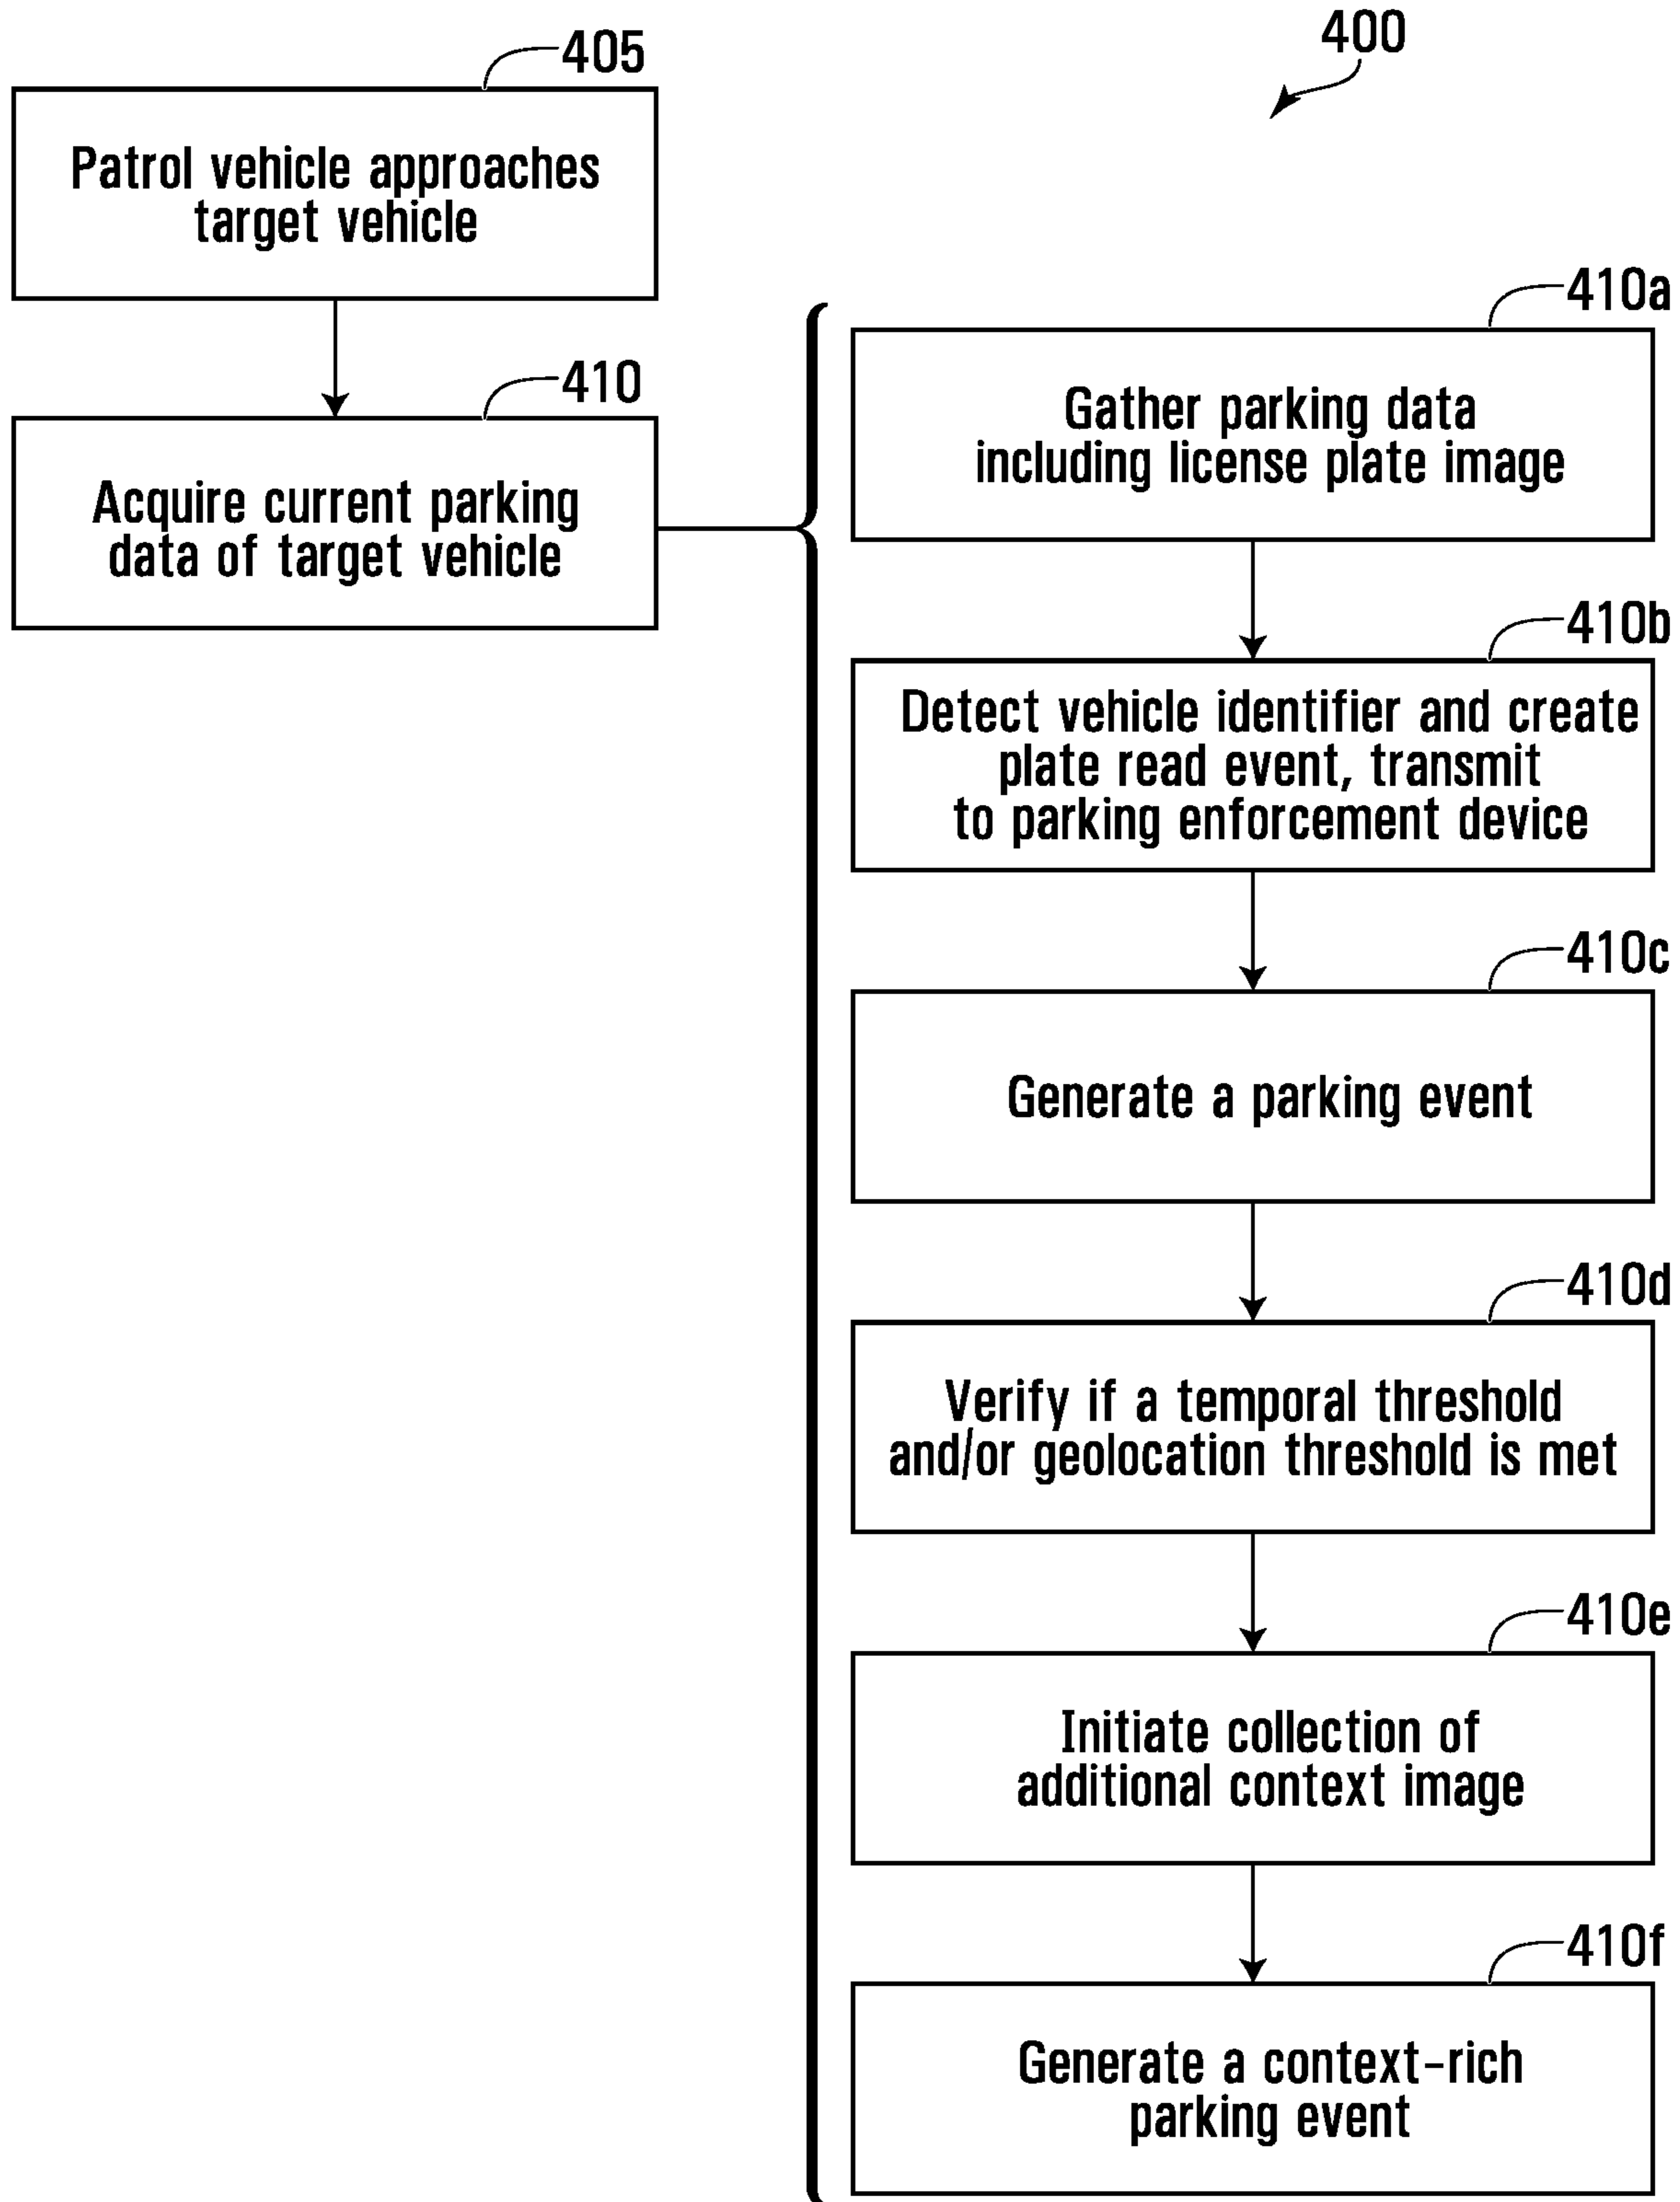 400
405
Patrol vehicle approaches
target vehicle
410
Acquire current parking
data of target vehicle
410a
Gather parking data
including license plate image
410b
Detect vehicle identifier and create
plate read event, transmit
to parking enforcement device
410c
Generate a parking event
410d
Verify if a temporal threshold
and/or geolocation threshold is met
410e
Initiate collection of
additional context image
410f
Generate a context-rich
parking event